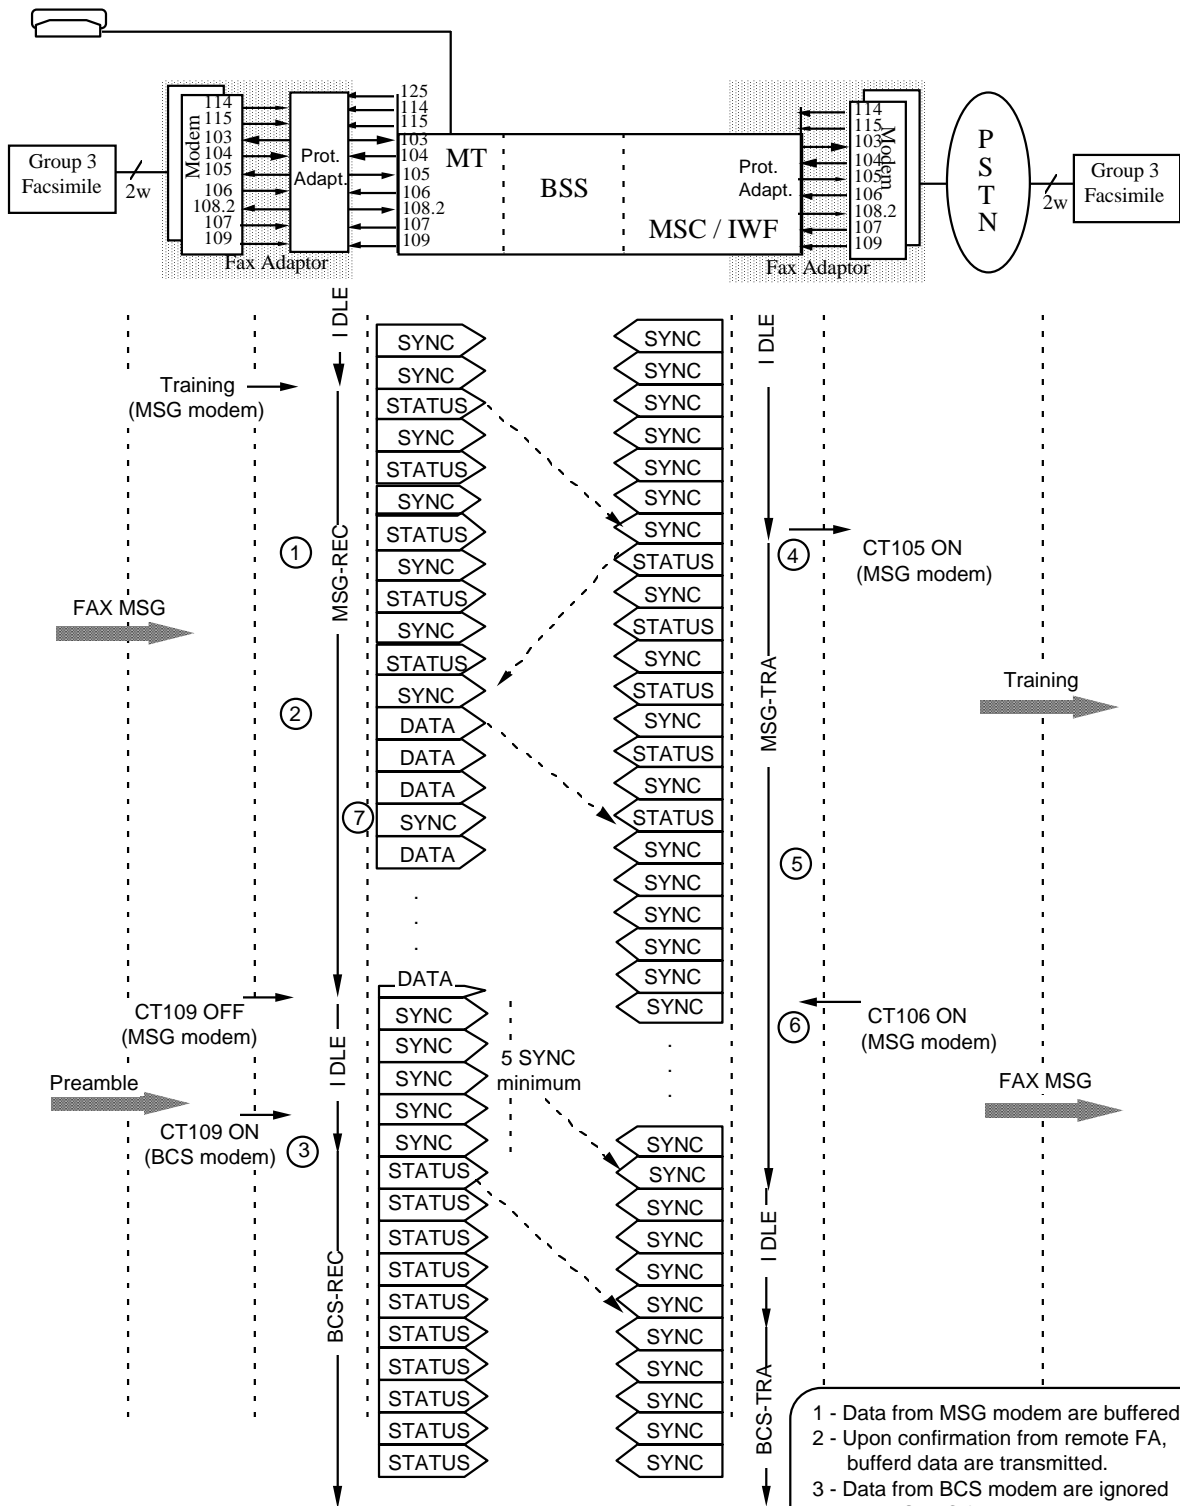 114
115
103
104
105
106
108.2
107
109
Modem
Prot.
Adapt.
125
114
115
103
104
105
106
108.2
107
109
MT
BSS
MSC / IWF
Prot.
Adapt.
114
115
103
104
105
106
108.2
107
109
Modem
P
S
T
N
Group 3
Facsimile
2w
2w
Group 3
Facsimile
Fax Adaptor
Fax Adaptor
I DLE
MSG-REC
I DLE
BCS-REC
Training
(MSG modem)
1
FAX MSG
2
7
CT109 OFF
(MSG modem)
Preamble
CT109 ON
(BCS modem)
3
SYNC
SYNC
STATUS
SYNC
STATUS
SYNC
STATUS
SYNC
STATUS
SYNC
STATUS
SYNC
DATA
DATA
DATA
SYNC
DATA
.
.
.
DATA
SYNC
SYNC
SYNC
SYNC
SYNC
STATUS
STATUS
STATUS
STATUS
STATUS
STATUS
STATUS
STATUS
STATUS
STATUS
5 SYNC
minimum
SYNC
SYNC
SYNC
SYNC
SYNC
SYNC
SYNC
STATUS
SYNC
STATUS
SYNC
STATUS
SYNC
STATUS
SYNC
STATUS
SYNC
SYNC
SYNC
SYNC
SYNC
SYNC
.
.
.
SYNC
SYNC
SYNC
SYNC
SYNC
SYNC
SYNC
SYNC
SYNC
SYNC
SYNC
I DLE
MSG-TRA
I DLE
BCS-TRA
4
CT105 ON
(MSG modem)
Training
5
6
CT106 ON
(MSG modem)
FAX MSG
1 - Data from MSG modem are buffered
2 - Upon confirmation from remote FA,
bufferd data are transmitted.
3 - Data from BCS modem are ignored